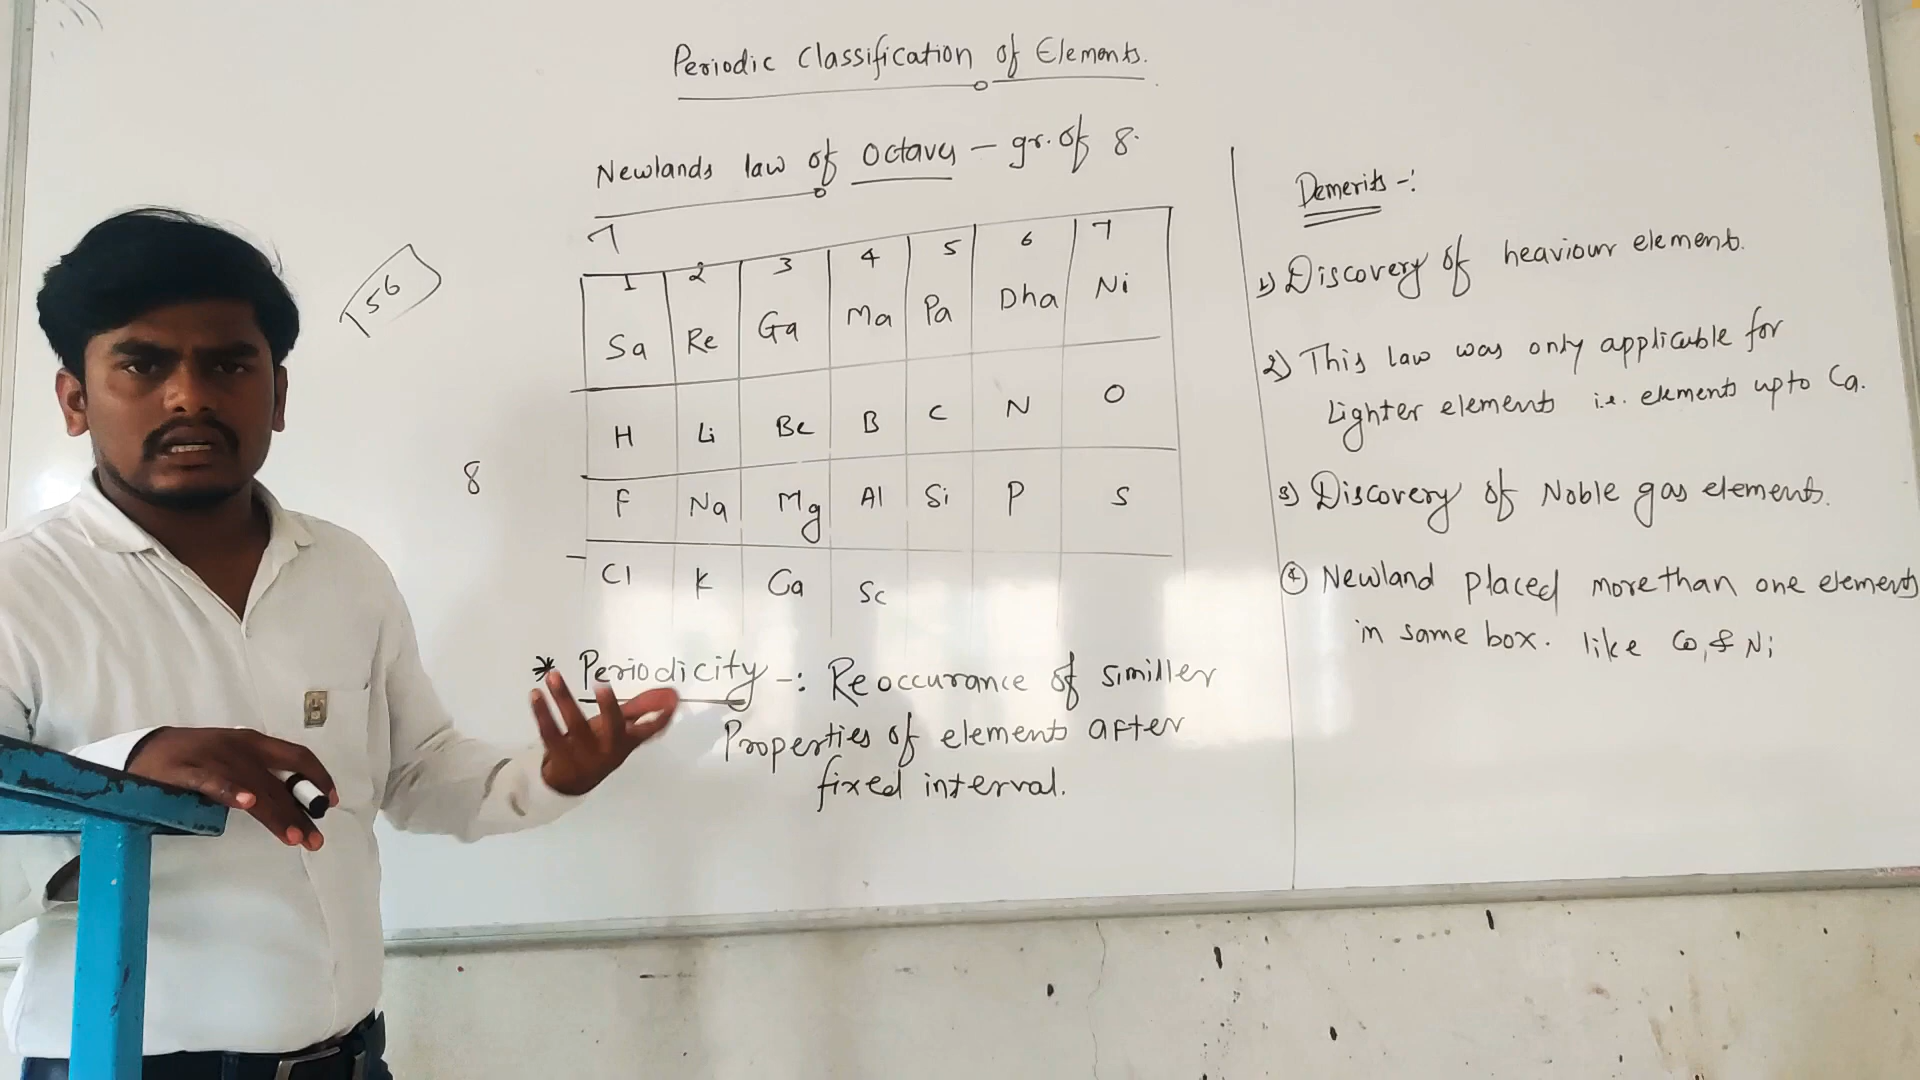 Periodic Classification of Elements.
Newlands law of Octaves – gr. of 8.
7
56
1 2 3 4 5 6 7
Sa Re Ga Ma Pa Dha Ni
H Li Be B C N O
8
F Na Mg Al Si P S
Cl K Ca Sc
* Periodicity -: Reoccurance of similler
Properties of elements after
fixed interval.
Demerits -:
1) Discovery of heaviour element.
2) This law was only applicable for
Lighter elements i.e. elements upto Ca.
3) Discovery of Noble gas elements.
④ Newland placed more than one elements
in same box. like Co, & Ni